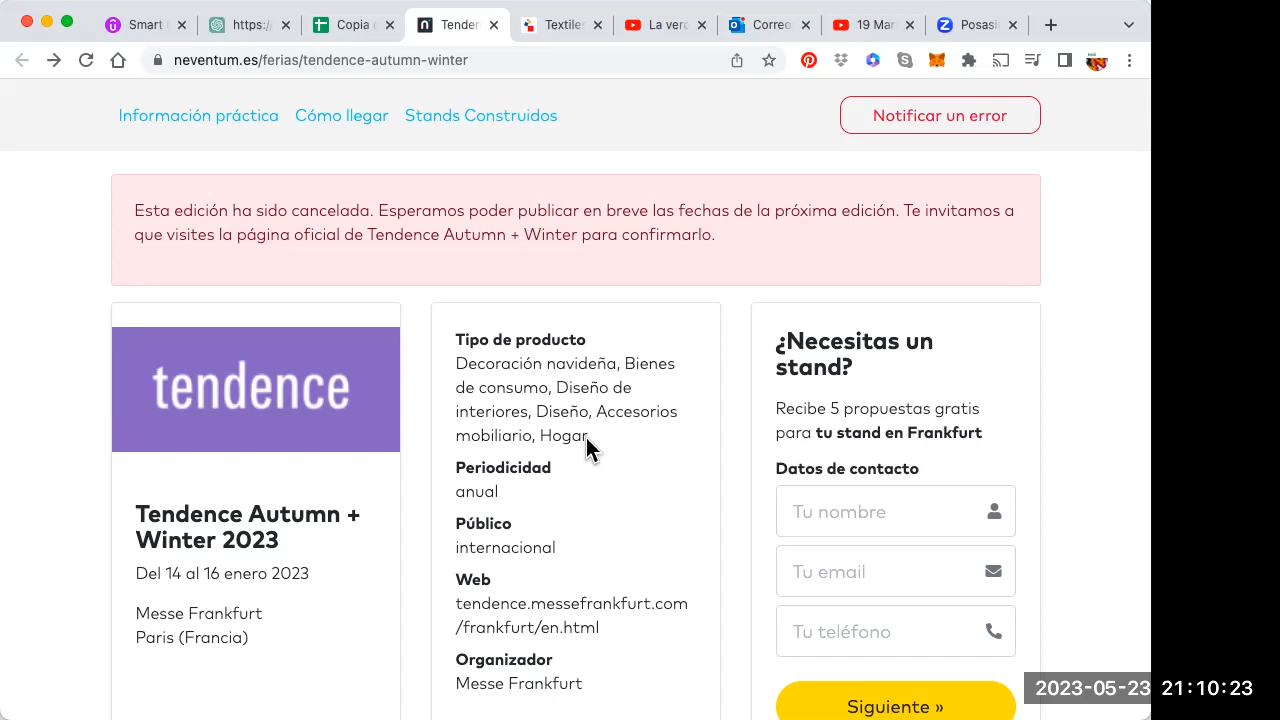 Smart
https:/
Copia
Tenden
Textiles
La verd
Correo
19 Mar
Posasi
neventum.es/ferias/tendence-autumn-winter
Información práctica Cómo llegar Stands Construidos
Notificar un error
Esta edición ha sido cancelada. Esperamos poder publicar en breve las fechas de la próxima edición. Te invitamos a
que visites la página oficial de Tendence Autumn + Winter para confirmarlo.
tendence
Tendence Autumn +
Winter 2023
Del 14 al 16 enero 2023
Messe Frankfurt
Paris (Francia)
Tipo de producto
Decoración navideña, Bienes
de consumo, Diseño de
interiores, Diseño, Accesorios
mobiliario, Hogar
Periodicidad
anual
Público
internacional
Web
tendence.messefrankfurt.com
/frankfurt/en.html
Organizador
Messe Frankfurt
¿Necesitas un
stand?
Recibe 5 propuestas gratis
para tu stand en Frankfurt
Datos de contacto
Tu nombre
Tu email
Tu teléfono
Siguiente »
2023-05-23 21:10:23